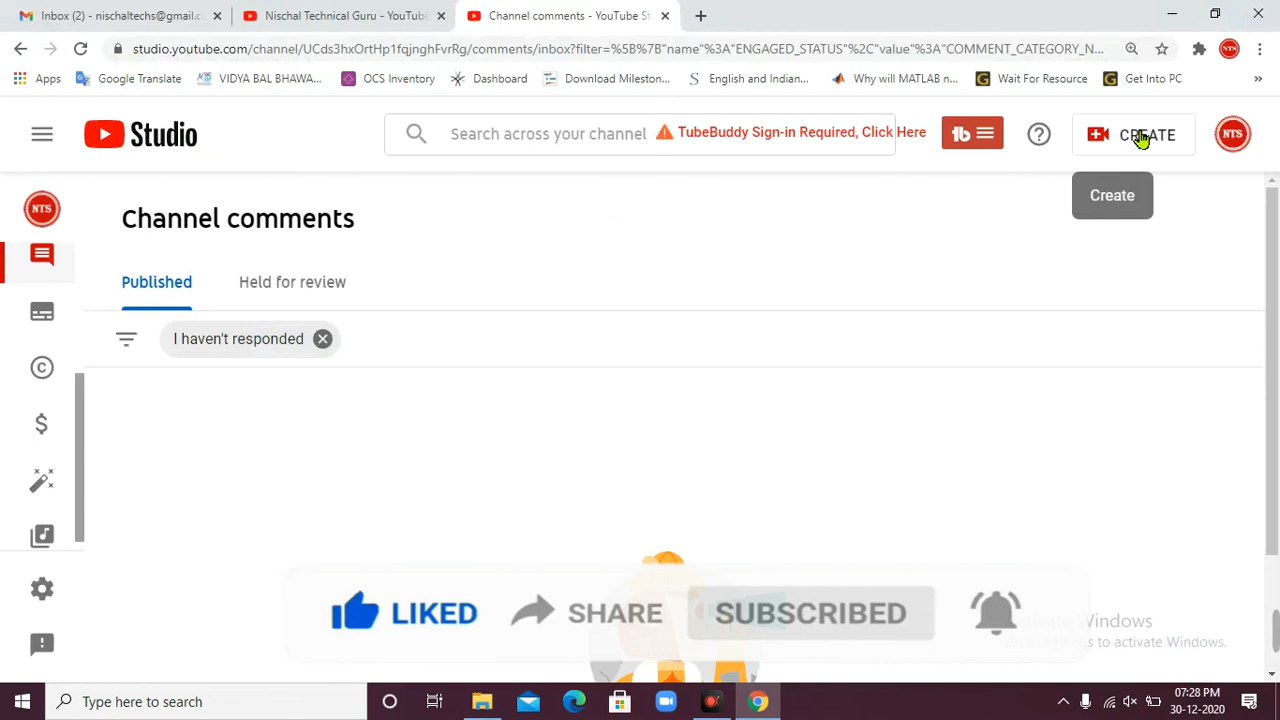 Inbox (2) – nischaltechs@gmail.c
Nischal Technical Guru - YouTube
Channel comments - YouTube St
studio.youtube.com/channel/UCds3hxOrtHp1fqjnghFvrRg/comments/inbox?filter=%5B%7B"name"%3A"ENGAGED_STATUS"%2C"value"%3A"COMMENT_CATEGORY_N...
Apps
Google Translate
VIDYA BAL BHAWA...
OCS Inventory
Dashboard
Download Mileston...
English and Indian...
Why will MATLAB n...
Wait For Resource
Get Into PC
»
Studio
Search across your channel
TubeBuddy Sign-in Required, Click Here
tb
CREATE
NTS
Create
NTS
Channel comments
Published
Held for review
I haven't responded
LIKED
SHARE
SUBSCRIBED
Windows
to activate Windows.
Type here to search
07:28 PM
30-12-2020